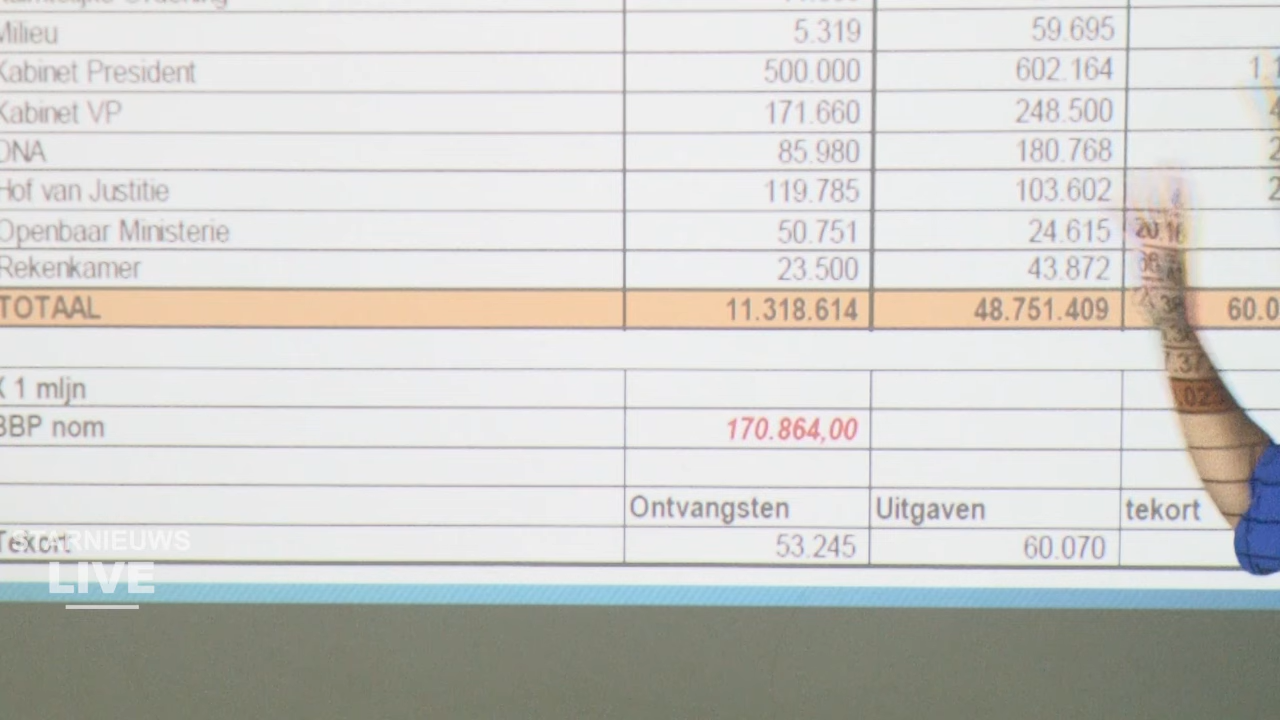 Milieu 5.319 59.695
Kabinet President 500.000 602.164
Kabinet VP 171.660 248.500
DNA 85.980 180.768
Hof van Justitie 119.785 103.602
Openbaar Ministerie 50.751 24.615
Rekenkamer 23.500 43.872
TOTAAL 11.318.614 48.751.409 60.0
X 1 mljn
BBP nom 170.864,00
Ontvangsten Uitgaven tekort
Tekort 53.245 60.070
STARNIEUWS
LIVE